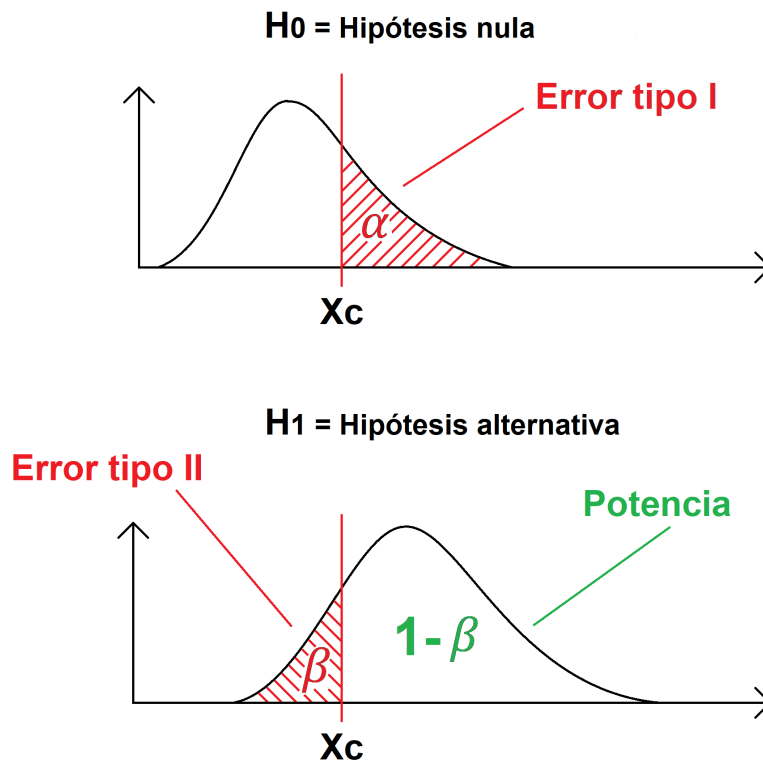 H0 = Hipótesis nula
Error tipo I
α
Xc
H1 = Hipótesis alternativa
Error tipo II
Potencia
1- β
β
Xc